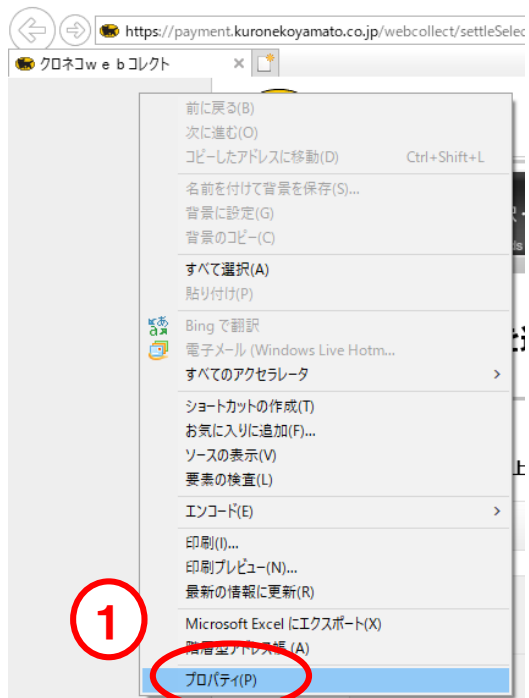 https://payment.kuronekoyamato.co.jp/webcollect/settleSelec
クロネコｗｅｂコレクト
前に戻る(B)
次に進む(O)
コピーしたアドレスに移動(D) Ctrl+Shift+L
名前を付けて背景を保存(S)...
背景に設定(G)
背景のコピー(C)
すべて選択(A)
貼り付け(P)
Bing で翻訳
電子メール (Windows Live Hotm...
すべてのアクセラレータ
ショートカットの作成(T)
お気に入りに追加(F)...
ソースの表示(V)
要素の検査(L)
エンコード(E)
印刷(I)...
印刷プレビュー(N)...
最新の情報に更新(R)
Microsoft Excel にエクスポート(X)
階層型アドレス帳 (A)
1
プロパティ(P)